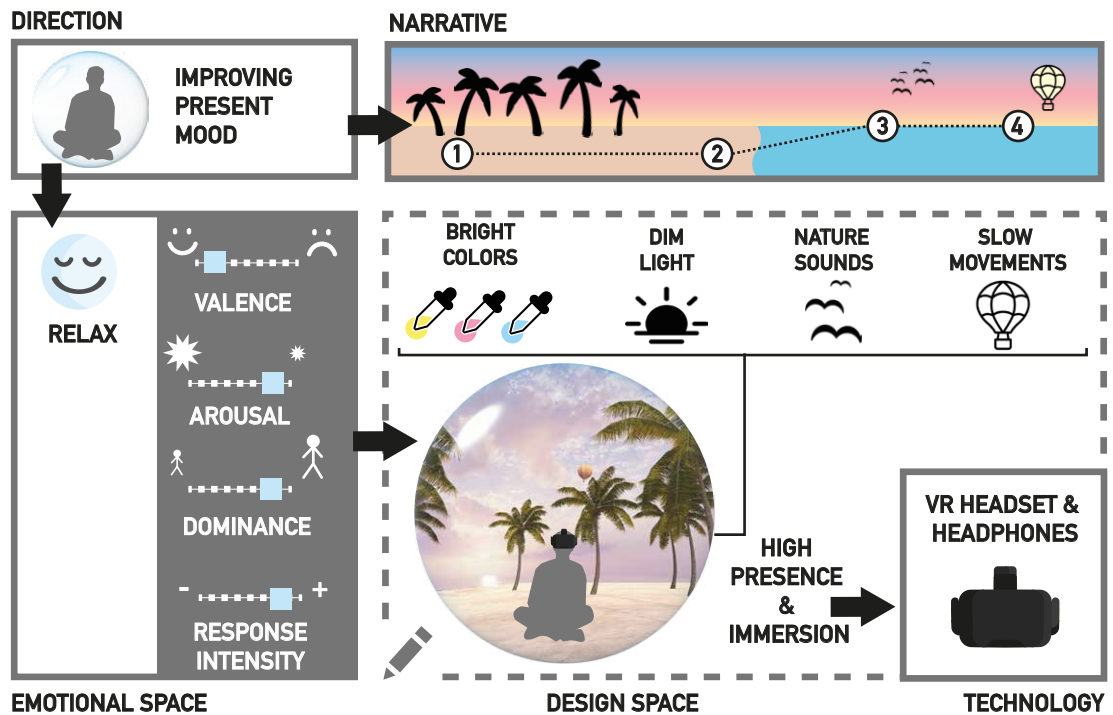 DIRECTION
IMPROVING
PRESENT
MOOD
NARRATIVE
1
2
3
4
RELAX
VALENCE
AROUSAL
DOMINANCE
- +
RESPONSE
INTENSITY
EMOTIONAL SPACE
BRIGHT
COLORS
DIM
LIGHT
NATURE
SOUNDS
SLOW
MOVEMENTS
HIGH
PRESENCE
&
IMMERSION
DESIGN SPACE
VR HEADSET &
HEADPHONES
TECHNOLOGY